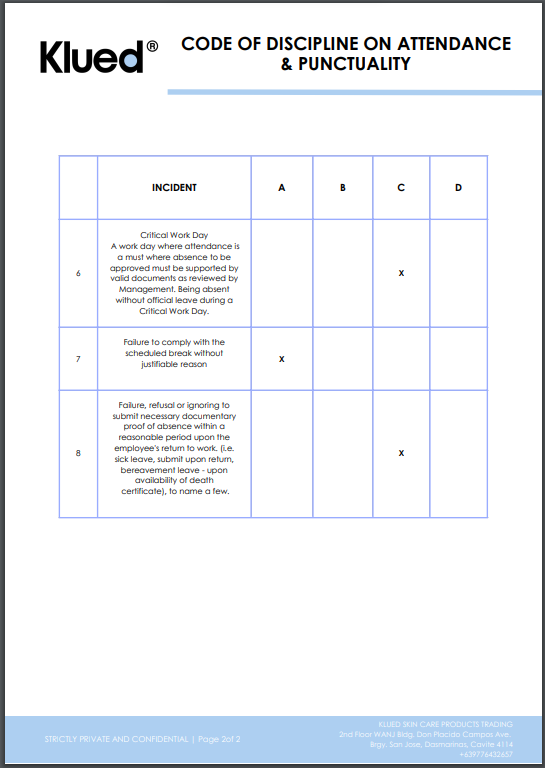 Klued®
CODE OF DISCIPLINE ON ATTENDANCE
& PUNCTUALITY
INCIDENT A B C D
Critical Work Day
A work day where attendance is
a must where absence to be
approved must be supported by
6 valid documents as reviewed by X
Management. Being absent
without official leave during a
Critical Work Day.
Failure to comply with the
7 scheduled break without X
justifiable reason
Failure, refusal or ignoring to
submit necessary documentary
proof of absence within a
reasonable period upon the
8 employee's return to work. (i.e. X
sick leave, submit upon return,
bereavement leave - upon
availability of death
certificate), to name a few.
KLUED SKIN CARE PRODUCTS TRADING
2nd Floor WANJ Bldg. Don Placido Campos Ave.
STRICTLY PRIVATE AND CONFIDENTIAL | Page 2of 2
Brgy. San Jose, Dasmarinas, Cavite 4114
+639776432657